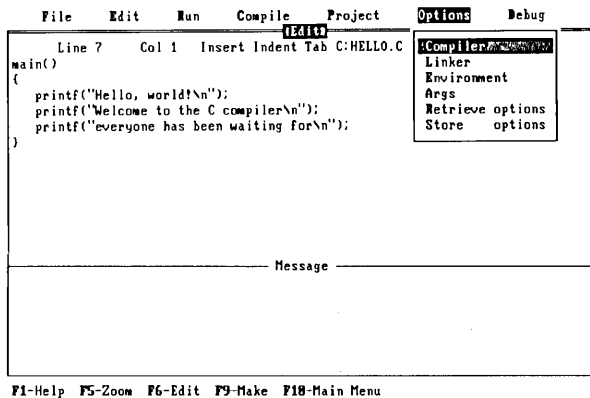 File Edit Run Compile Project Options Debug
Edit
Line 7 Col 1 Insert Indent Tab C:HELLO.C
main()
{
printf("Hello, world!\n");
printf("Welcome to the C compiler\n");
printf("everyone has been waiting for\n");
}
Compiler
Linker
Environment
Args
Retrieve options
Store options
Message
F1-Help F5-Zoom F6-Edit F9-Make F10-Main Menu